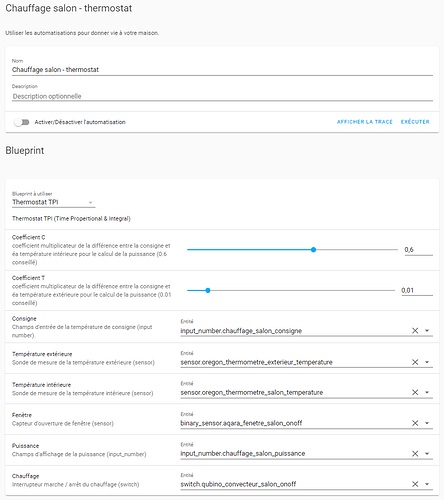 Chauffage salon - thermostat
Utiliser les automatisations pour donner vie à votre maison.
Nom
Chauffage salon - thermostat
Description
Description optionnelle
Activer/Désactiver l'automatisation
AFFICHER LA TRACE
EXÉCUTER
Blueprint
Blueprint à utiliser
Thermostat TPI
Thermostat TPI (Time Propertional & Integral)
Coefficient C
coefficient multiplicateur de la différence entre la consigne et
éa température intérieure pour le calcul de la puissance (0.6
conseillé)
0,6
Coefficient T
coefficient multiplicateur de la différence entre la consigne et
éa température extérieure pour le calcul de la puissance (0.01
conseillé)
0,01
Consigne
Champs d'entrée de la température de consigne (input
number)
Entité
input_number.chauffage_salon_consigne
Température extérieure
Sonde de mesure de la température extérieure (sensor)
Entité
sensor.oregon_thermometre_exterieur_temperature
Température intérieure
Sonde de mesure de la température intérieure (sensor)
Entité
sensor.oregon_thermometre_salon_temperature
Fenêtre
Capteur d'ouverture de fenêtre (sensor)
Entité
binary_sensor.aqara_fenetre_salon_onoff
Puissance
Champs d'affichage de la puissance (input_number)
Entité
input_number.chauffage_salon_puissance
Chauffage
Interrupteur marche / arrêt du chauffage (switch)
Entité
switch.qubino_convecteur_salon_onoff